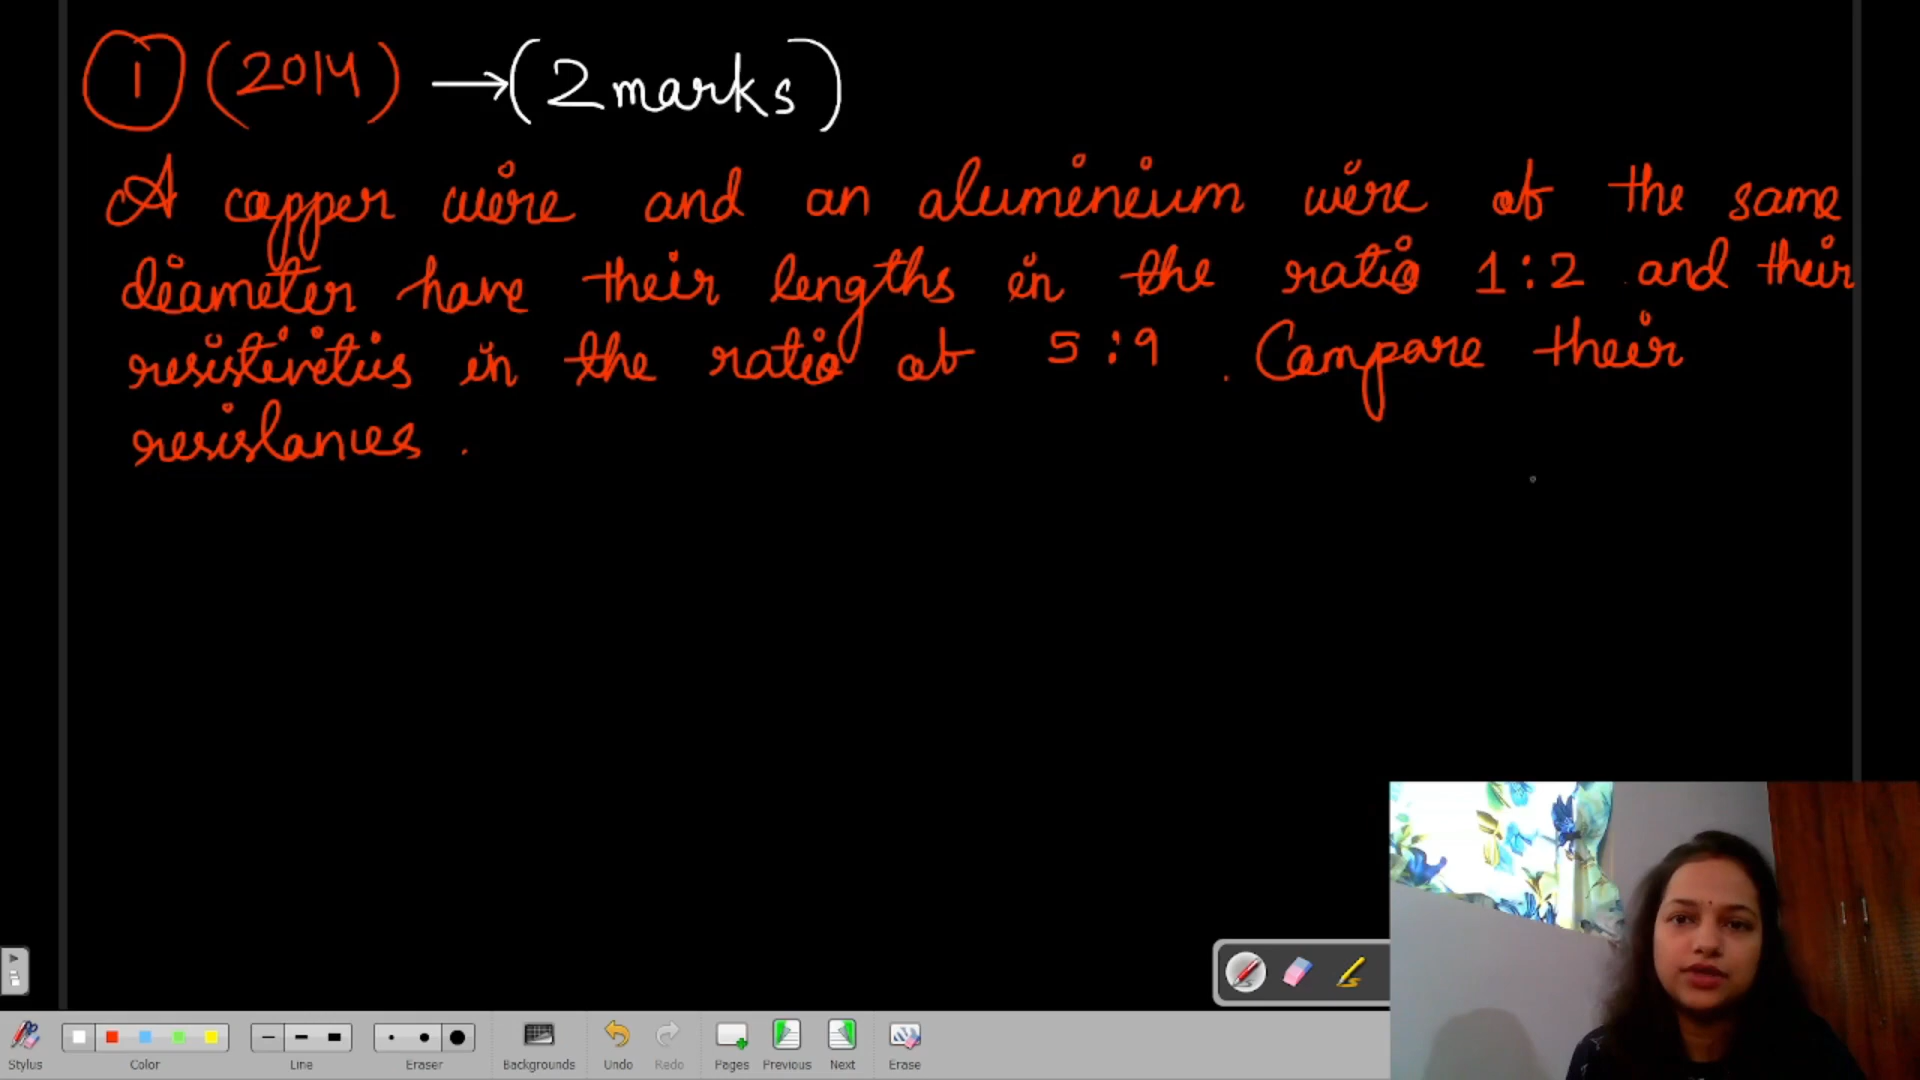 1 (2014) → (2 marks)
A copper wire and an alumineium wire of the same
diameter have their lengths in the ratio 1:2 and their
resistivities in the ratio of 5:9 . Compare their
resistances .
Stylus Color Line Eraser Backgrounds Undo Redo Pages Previous Next Erase